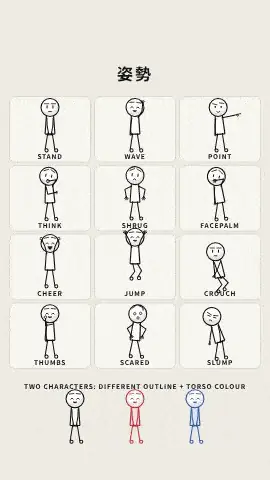 姿勢
STAND WAVE POINT
THINK SHRUG FACEPALM
CHEER JUMP CROUCH
THUMBS SCARED SLUMP
TWO CHARACTERS: DIFFERENT OUTLINE + TORSO COLOUR